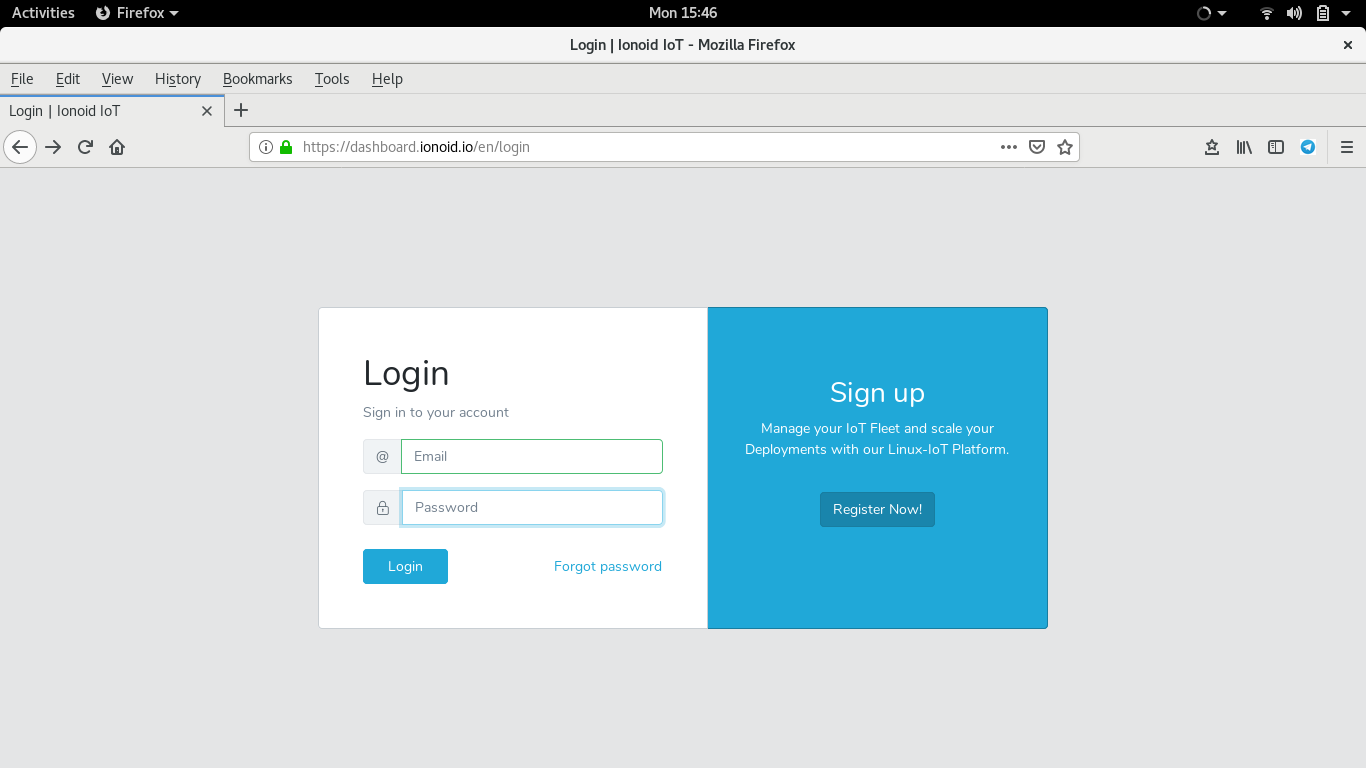 Activities Firefox Mon 15:46
Login | Ionoid IoT - Mozilla Firefox
File Edit View History Bookmarks Tools Help
Login | Ionoid IoT
https://dashboard.ionoid.io/en/login
Login
Sign in to your account
@ Email
Password
Login Forgot password
Sign up
Manage your IoT Fleet and scale your
Deployments with our Linux-IoT Platform.
Register Now!